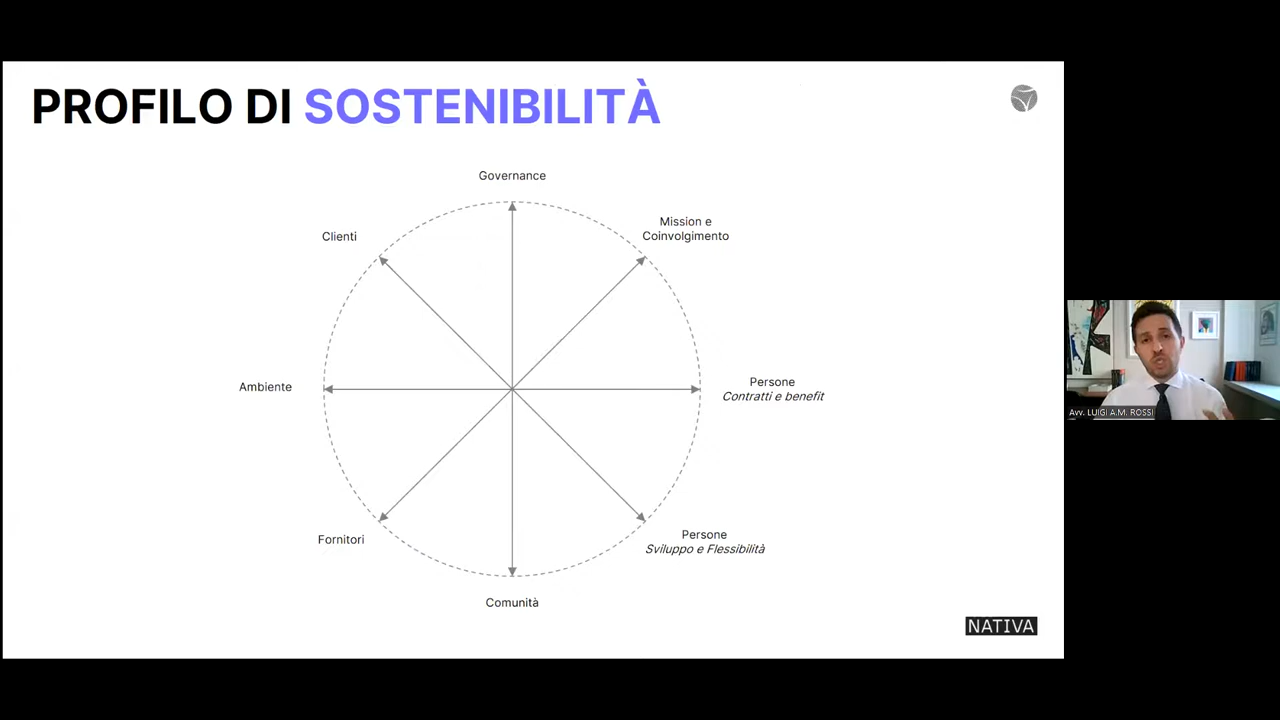 PROFILO DI SOSTENIBILITÀ
Governance
Mission e
Coinvolgimento
Clienti
Persone
Contratti e benefit
Ambiente
Persone
Sviluppo e Flessibilità
Fornitori
Comunità
NATIVA
Avv. LUIGI A.M. ROSSI